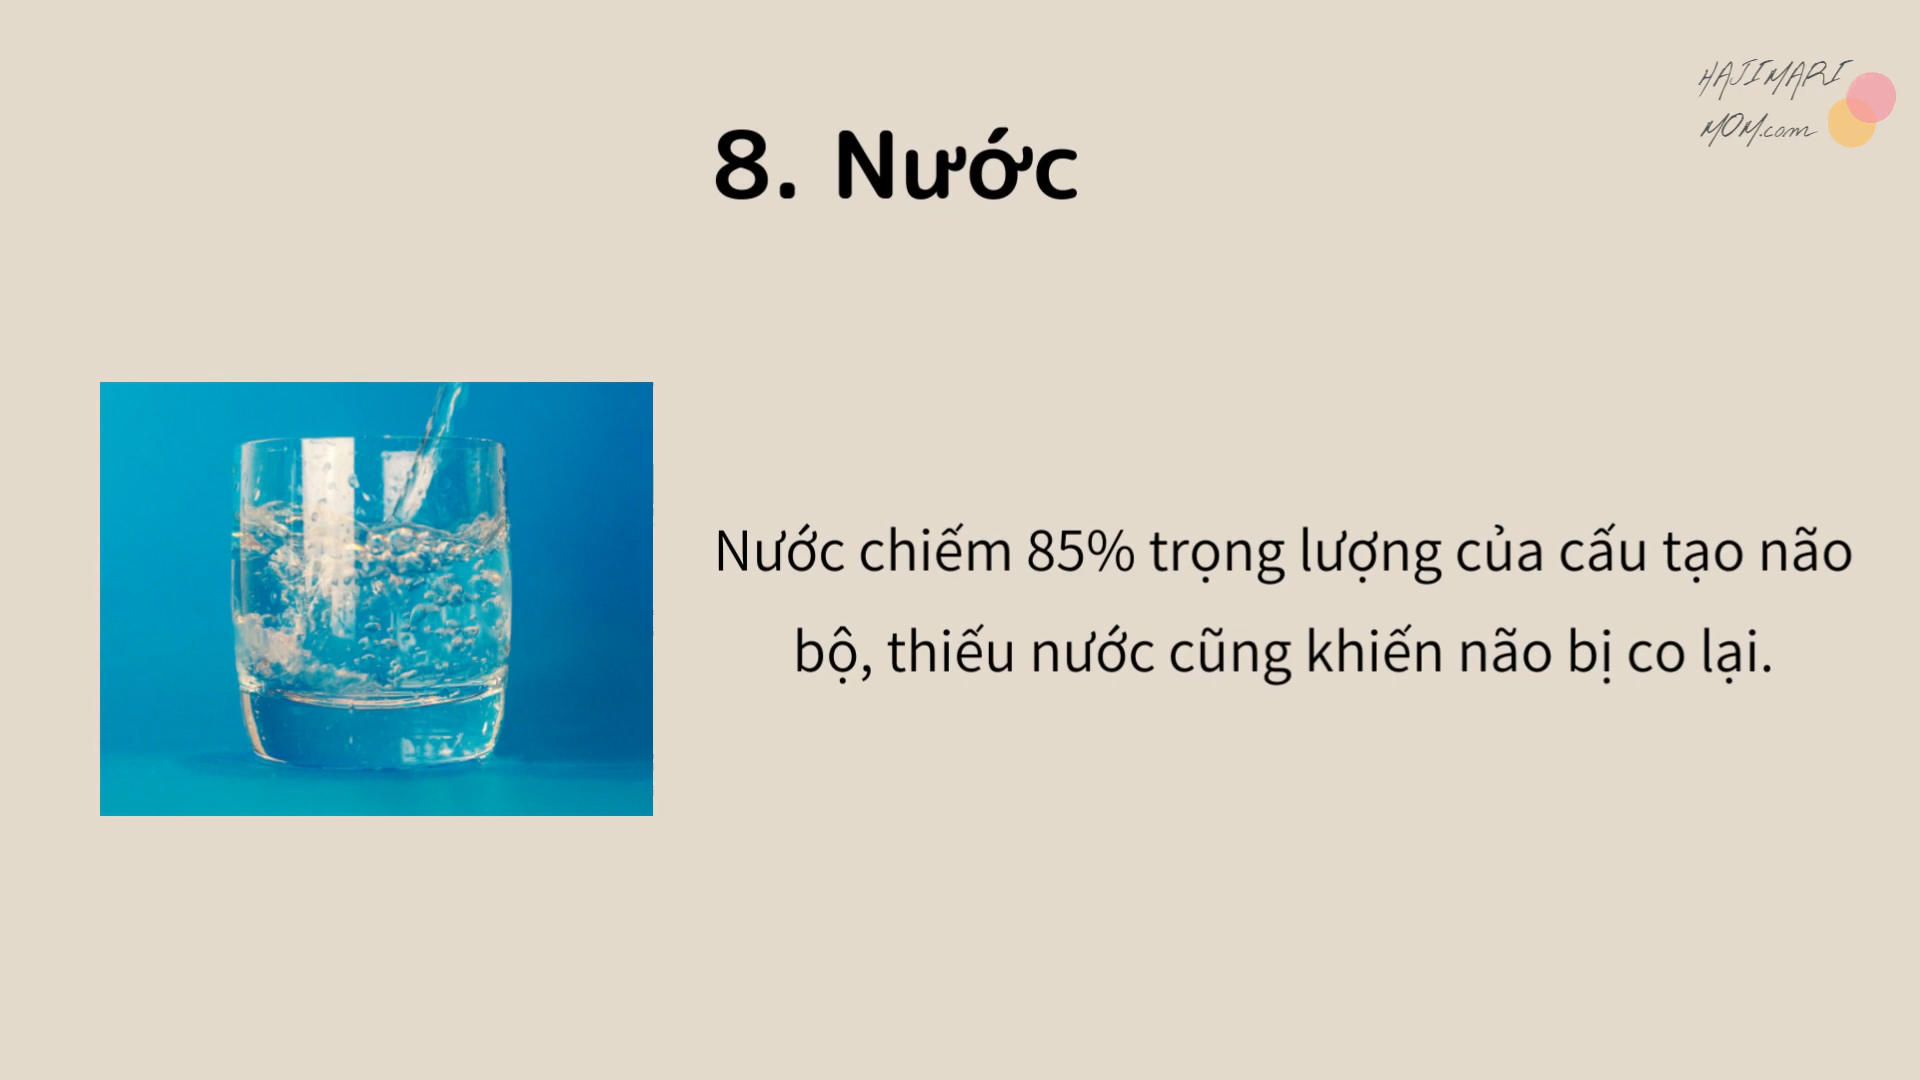 HAJIMARI
MOM.com
8. Nước
Nước chiếm 85% trọng lượng của cấu tạo não
bộ, thiếu nước cũng khiến não bị co lại.